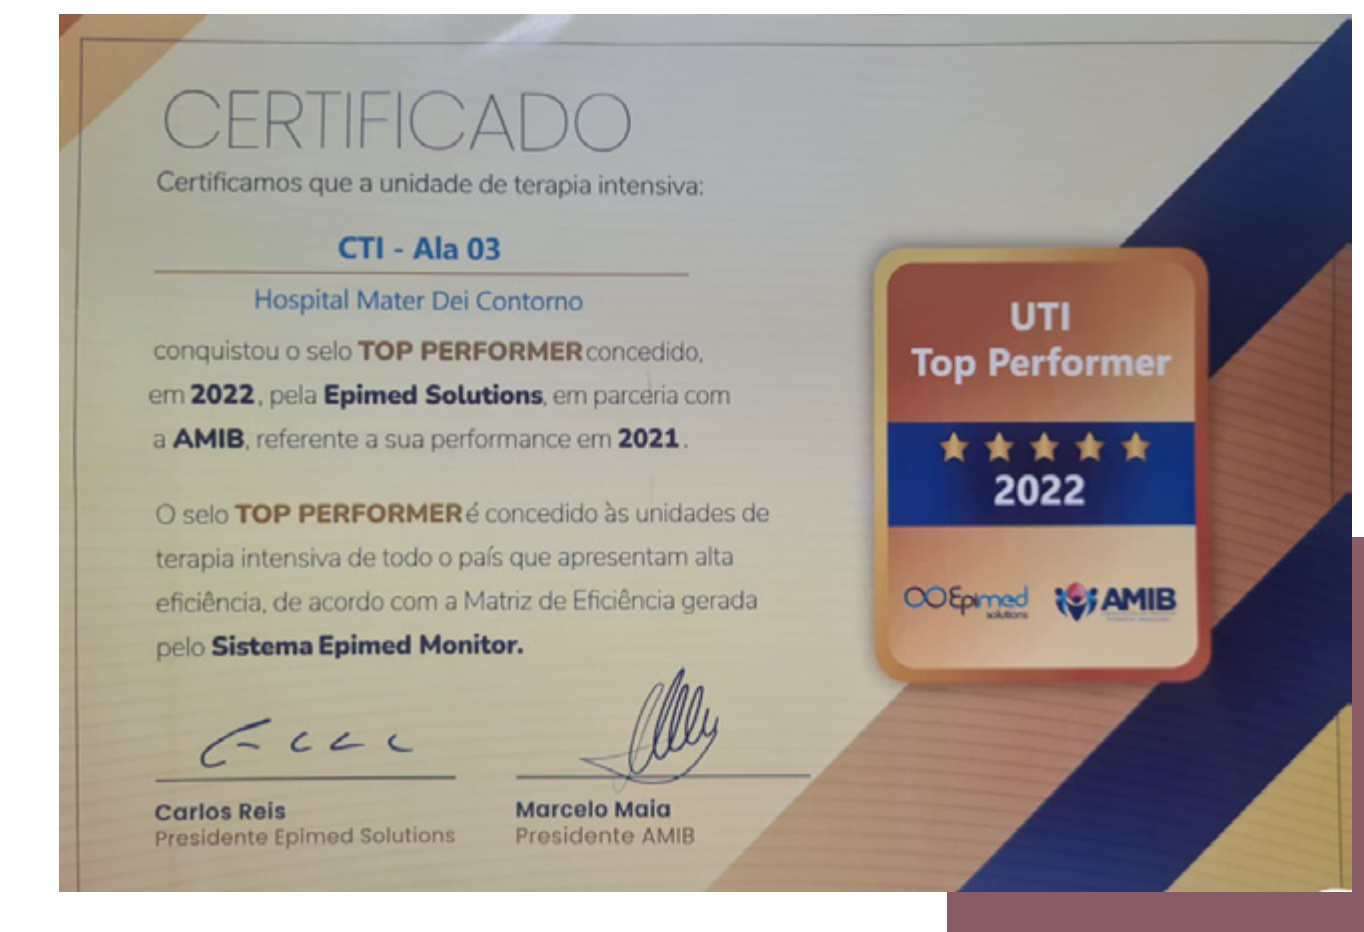 CERTIFICADO
Certificamos que a unidade de terapia intensiva:
CTI - Ala 03
Hospital Mater Dei Contorno
conquistou o selo TOP PERFORMER concedido,
em 2022, pela Epimed Solutions, em parceria com
a AMIB, referente a sua performance em 2021.
O selo TOP PERFORMER é concedido às unidades de
terapia intensiva de todo o país que apresentam alta
eficiência, de acordo com a Matriz de Eficiência gerada
pelo Sistema Epimed Monitor.
Carlos Reis
Presidente Epimed Solutions
Marcelo Maia
Presidente AMIB
UTI
Top Performer
2022
Epimed
solutions
AMIB